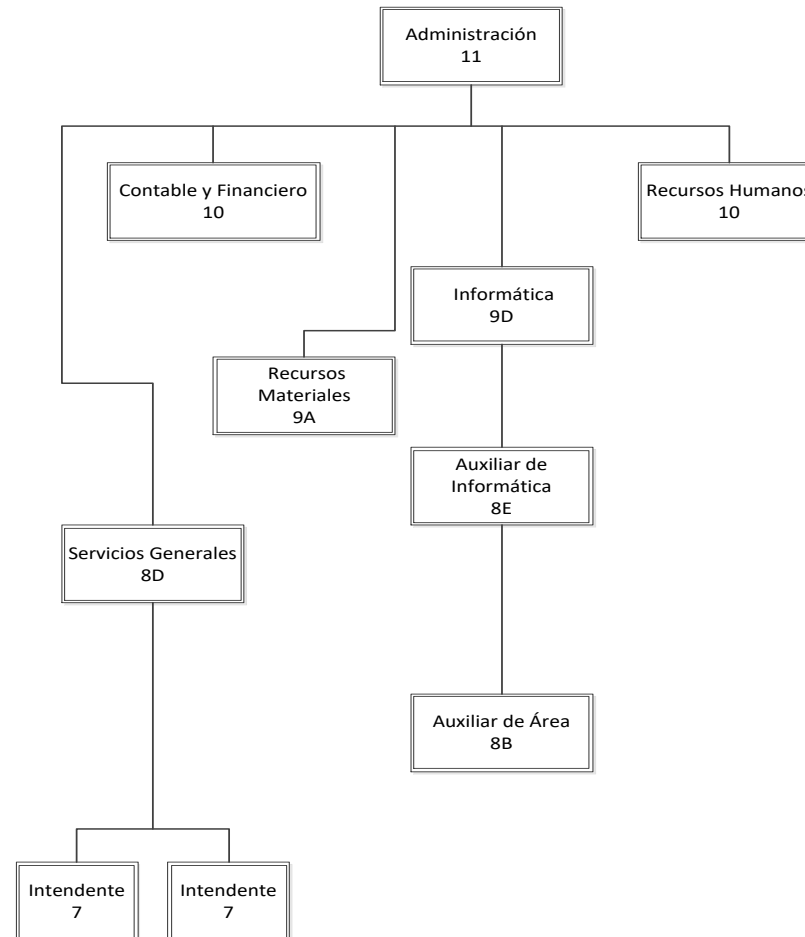 Administración
11
Contable y Financiero
10
Recursos Humanos
10
Informática
9D
Recursos
Materiales
9A
Auxiliar de
Informática
8E
Servicios Generales
8D
Auxiliar de Área
8B
Intendente
7
Intendente
7